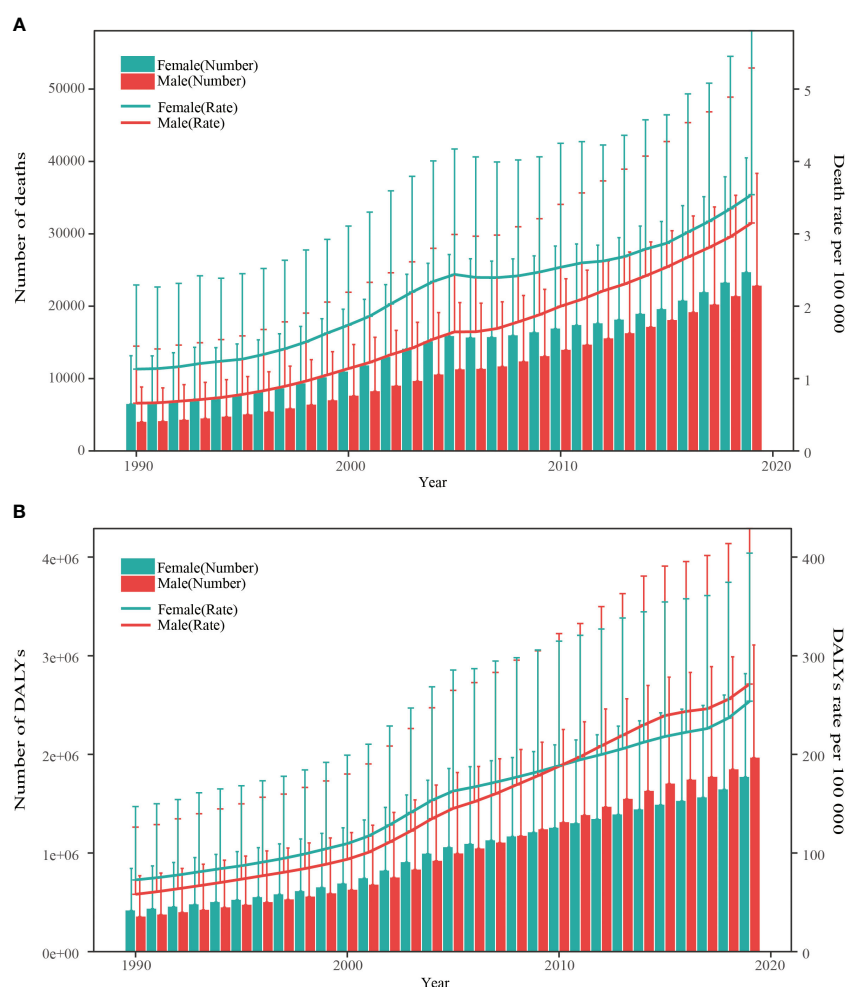 A
Female(Number)
Male(Number)
Female(Rate)
Male(Rate)
Number of deaths
50000
40000
30000
20000
10000
0
5
4
3
2
1
0
Death rate per 100 000
1990
2000
2010
2020
Year
B
Female(Number)
Male(Number)
Female(Rate)
Male(Rate)
Number of DALYs
4e+06
3e+06
2e+06
1e+06
0e+00
400
300
200
100
0
DALYs rate per 100 000
1990
2000
2010
2020
Year